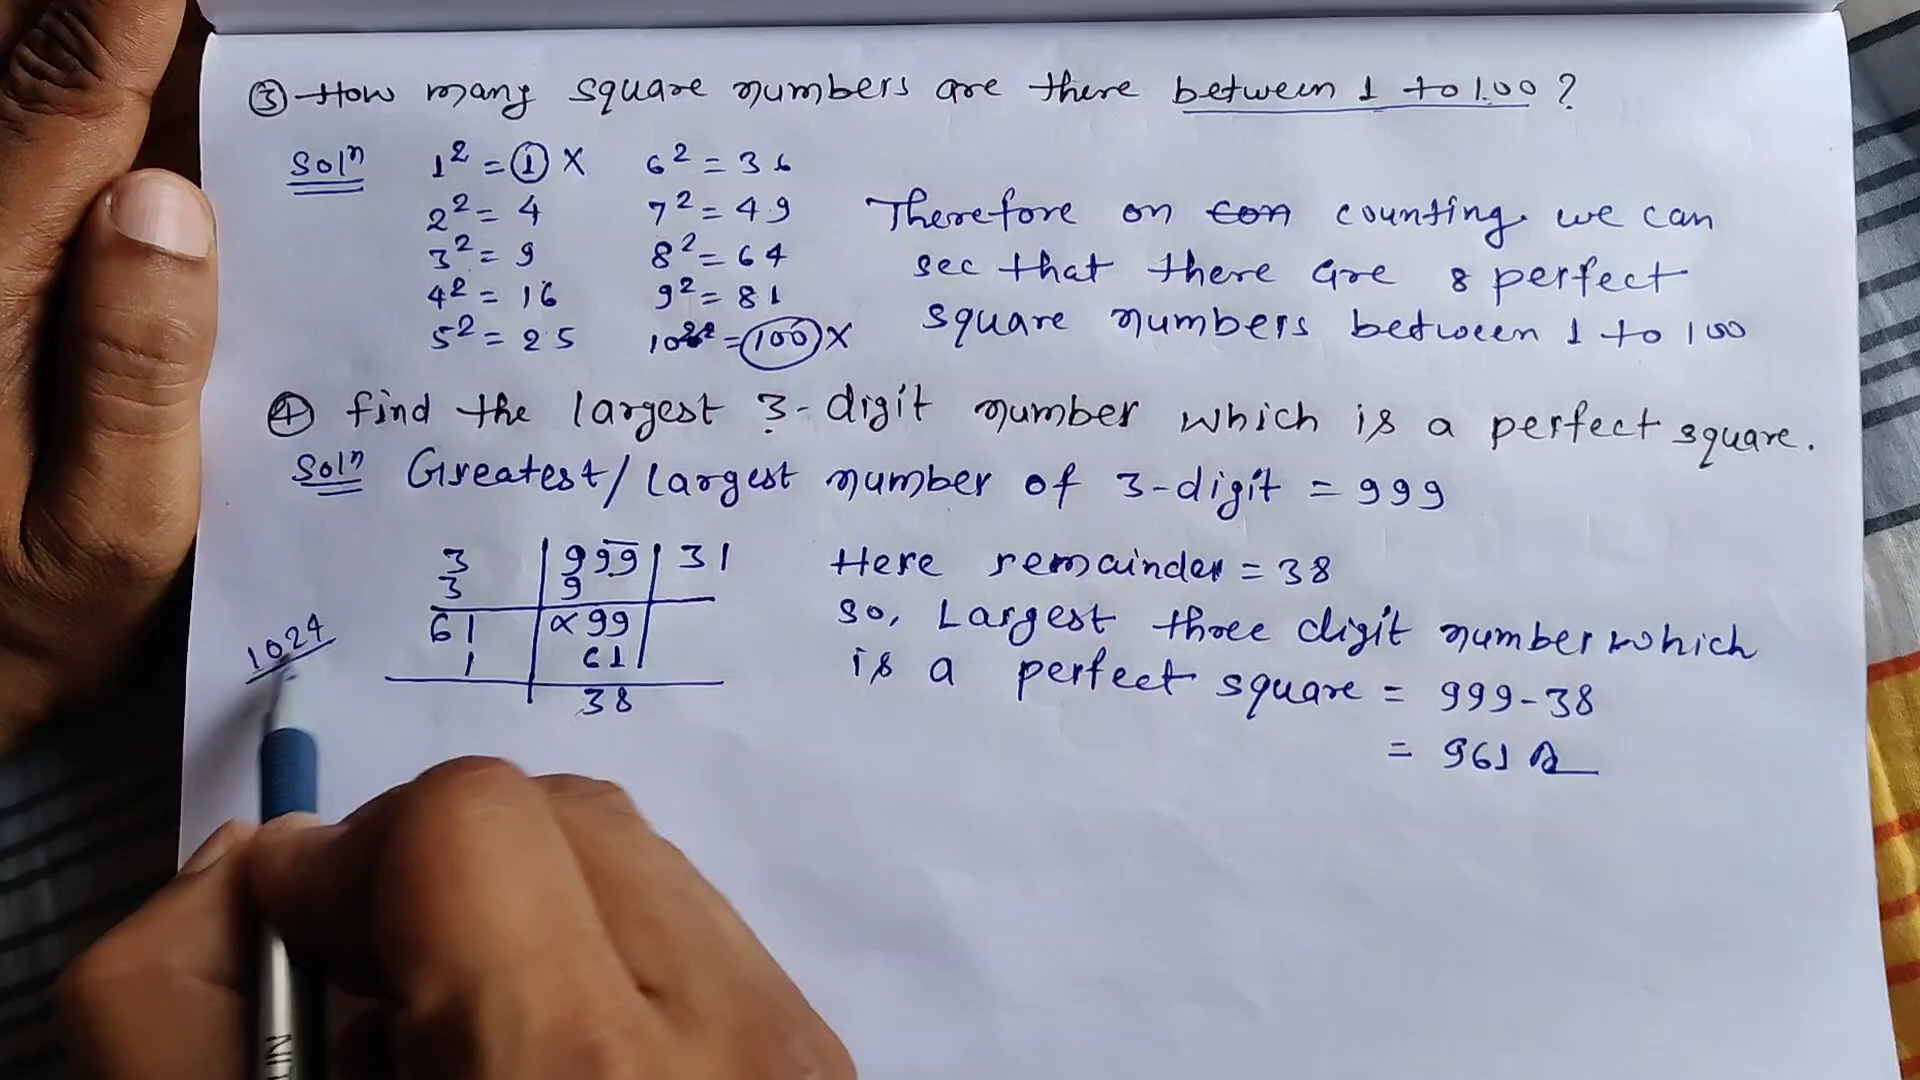 ③ How many square numbers are there between 1 to 100?
Solⁿ 1² = 1 X 6² = 36
2² = 4 7² = 49
3² = 9 8² = 64
4² = 16 9² = 81
5² = 25 10² = 100 X
Therefore on con counting we can
see that there are 8 perfect
square numbers between 1 to 100
④ find the largest 3-digit number which is a perfect square.
Solⁿ Greatest/largest number of 3-digit = 999
3 999 31
3 9
61 x99
1 61
38
1024
Here remainder = 38
so, Largest three digit number which
is a perfect square = 999-38
= 961